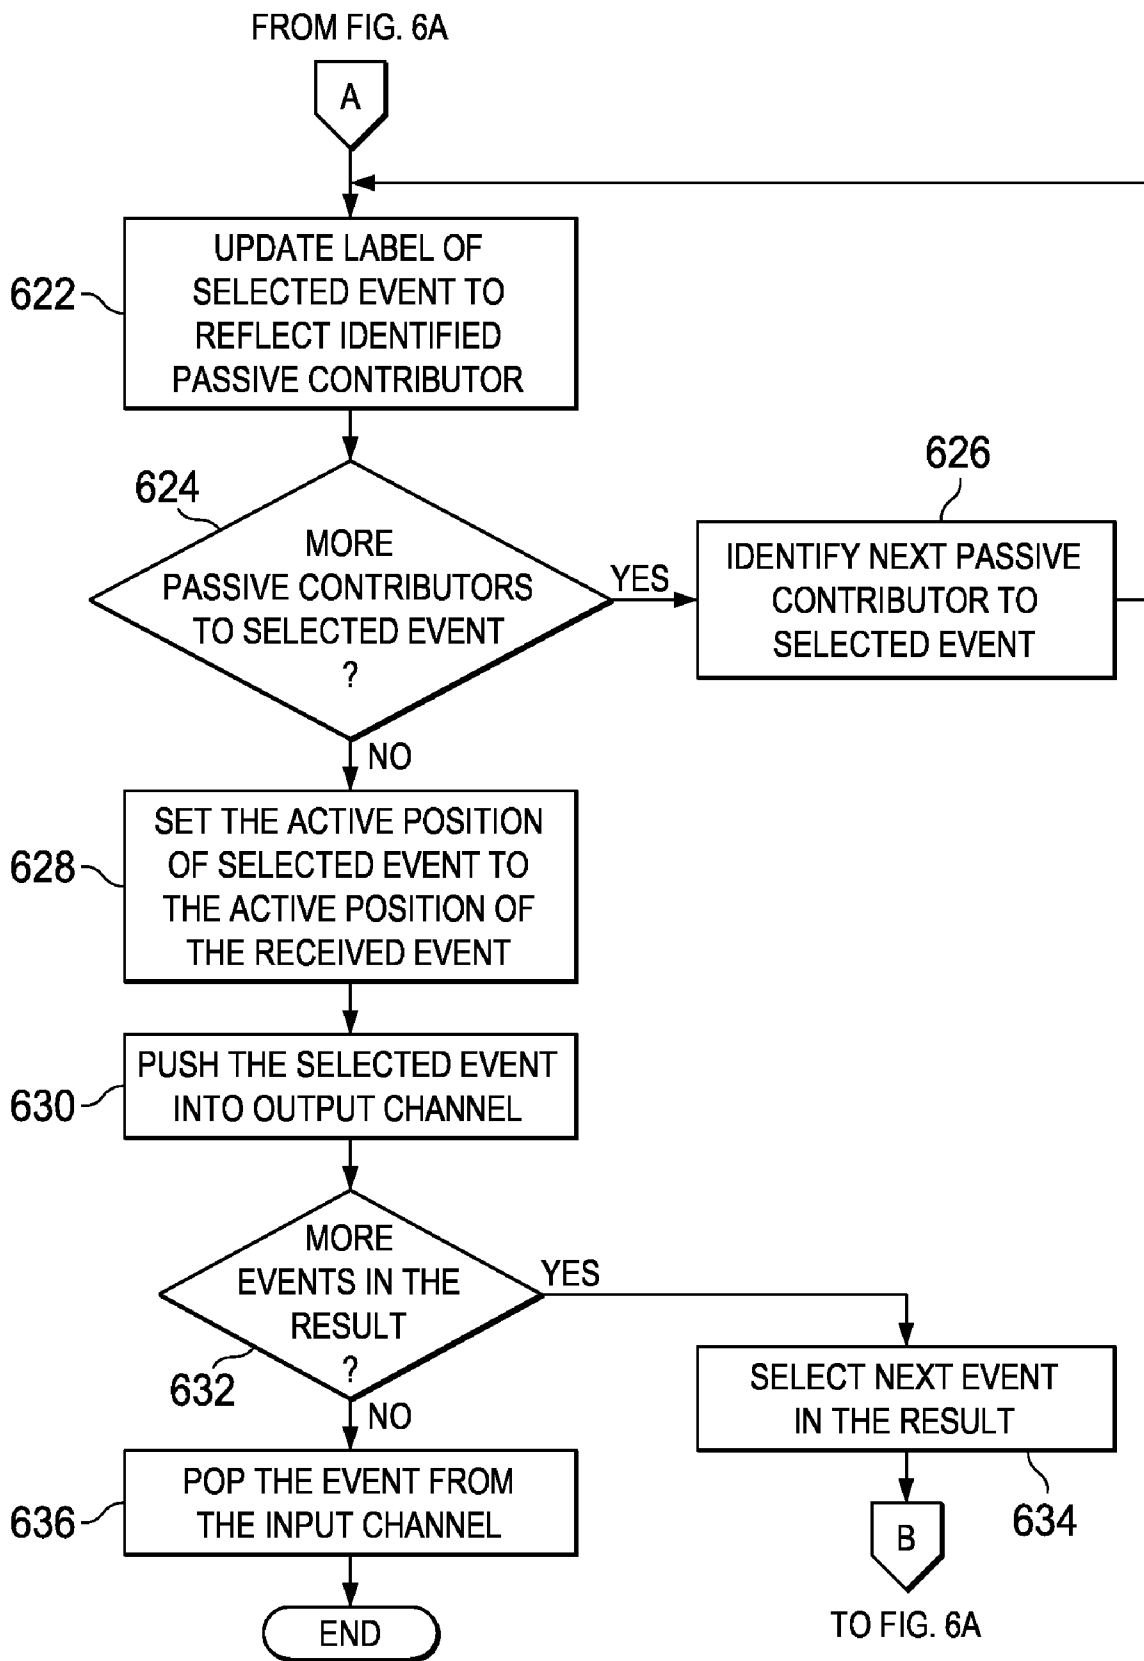 FROM FIG. 6A
A
UPDATE LABEL OF
SELECTED EVENT TO
REFLECT IDENTIFIED
PASSIVE CONTRIBUTOR
622
624
MORE
PASSIVE CONTRIBUTORS
TO SELECTED EVENT
?
YES
626
IDENTIFY NEXT PASSIVE
CONTRIBUTOR TO
SELECTED EVENT
NO
SET THE ACTIVE POSITION
OF SELECTED EVENT TO
THE ACTIVE POSITION OF
THE RECEIVED EVENT
628
PUSH THE SELECTED EVENT
INTO OUTPUT CHANNEL
630
MORE
EVENTS IN THE
RESULT
?
632
YES
SELECT NEXT EVENT
IN THE RESULT
634
B
TO FIG. 6A
NO
POP THE EVENT FROM
THE INPUT CHANNEL
636
END